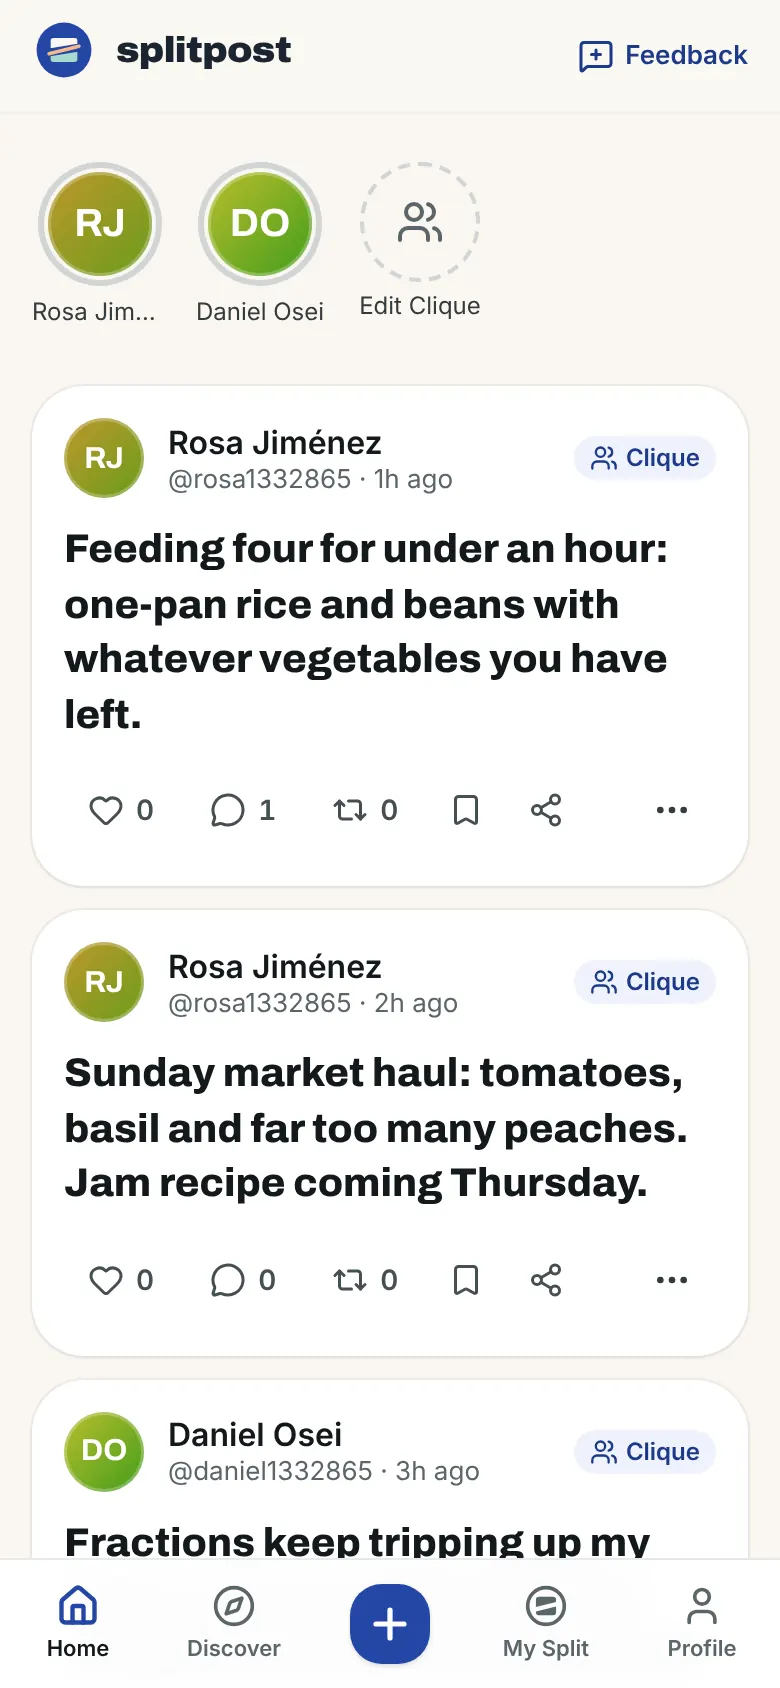 splitpost
Feedback
RJ
DO
Rosa Jim...
Daniel Osei
Edit Clique
RJ
Rosa Jiménez
@rosa1332865 · 1h ago
Clique
Feeding four for under an hour:
one-pan rice and beans with
whatever vegetables you have
left.
0
1
0
RJ
Rosa Jiménez
@rosa1332865 · 2h ago
Clique
Sunday market haul: tomatoes,
basil and far too many peaches.
Jam recipe coming Thursday.
0
0
0
DO
Daniel Osei
@daniel1332865 · 3h ago
Clique
Fractions keep tripping up my
Home
Discover
My Split
Profile